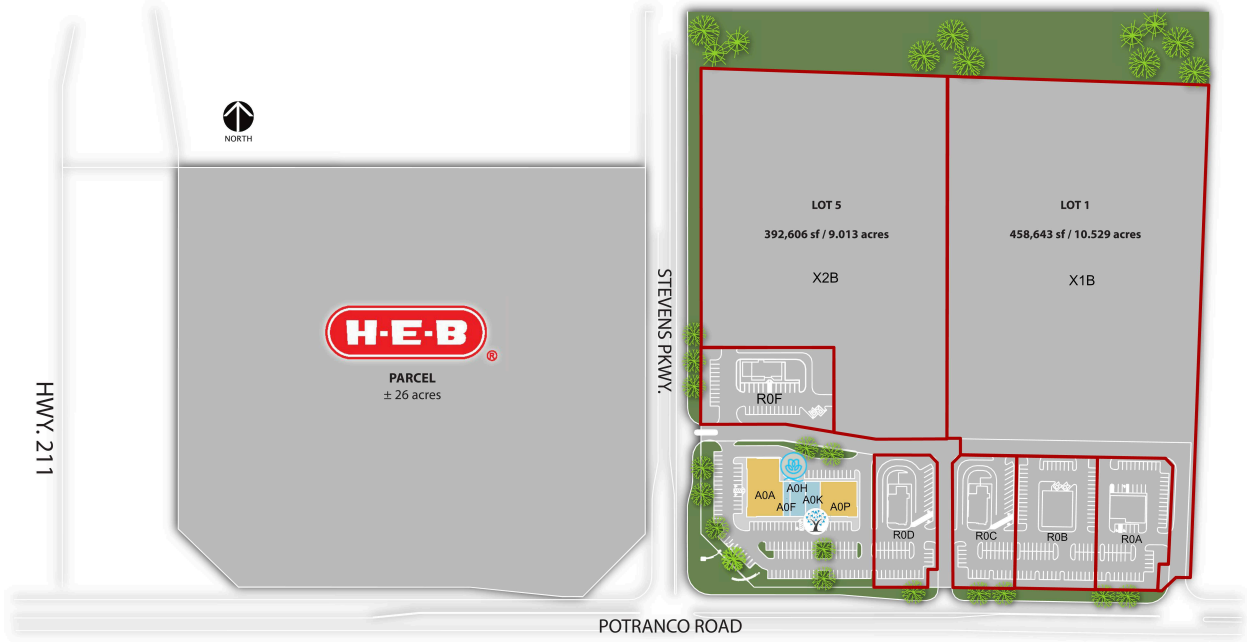 NORTH
LOT 5
392,606 sf / 9.013 acres
X2B
LOT 1
458,643 sf / 10.529 acres
X1B
H-E-B
®
PARCEL
± 26 acres
HWY. 211
STEVENS PKWY.
R0F
A0A
A0H
A0F
A0K
A0P
R0D
R0C
R0B
R0A
POTRANCO ROAD